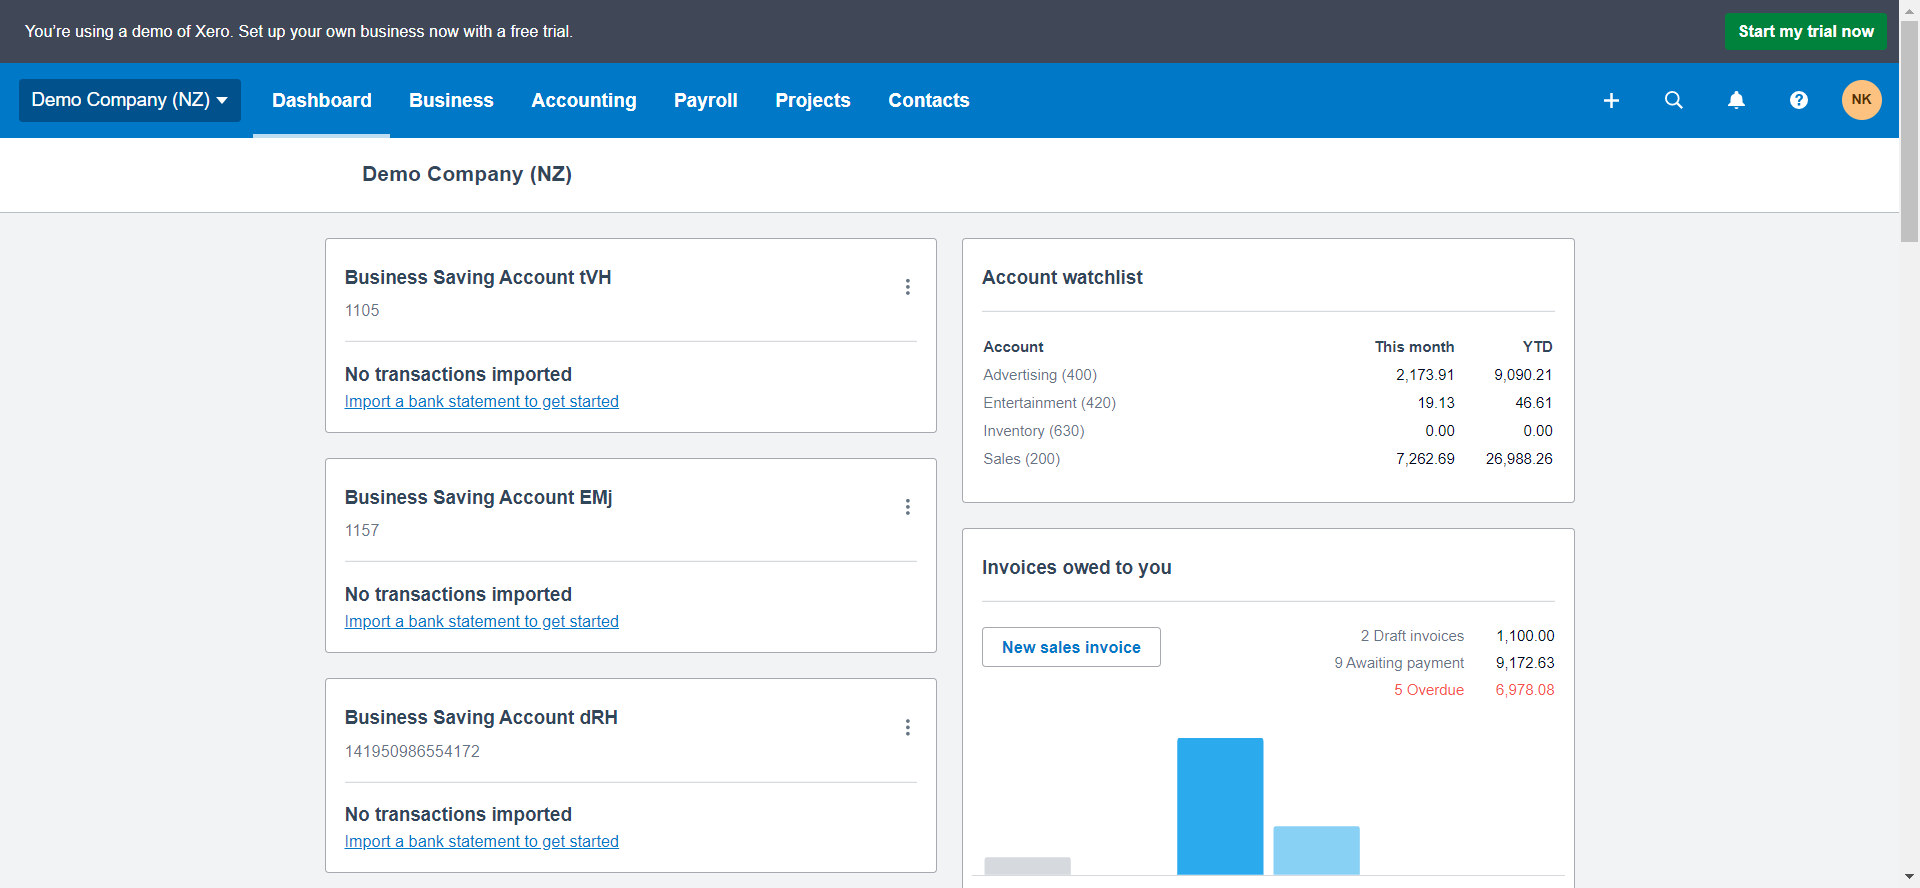 You're using a demo of Xero. Set up your own business now with a free trial.
Start my trial now
Demo Company (NZ)
Dashboard
Business
Accounting
Payroll
Projects
Contacts
NK
Demo Company (NZ)
Business Saving Account tVH
1105
No transactions imported
Import a bank statement to get started
Business Saving Account EMj
1157
No transactions imported
Import a bank statement to get started
Business Saving Account dRH
141950986554172
No transactions imported
Import a bank statement to get started
Account watchlist
Account This month YTD
Advertising (400) 2,173.91 9,090.21
Entertainment (420) 19.13 46.61
Inventory (630) 0.00 0.00
Sales (200) 7,262.69 26,988.26
Invoices owed to you
New sales invoice
2 Draft invoices 1,100.00
9 Awaiting payment 9,172.63
5 Overdue 6,978.08